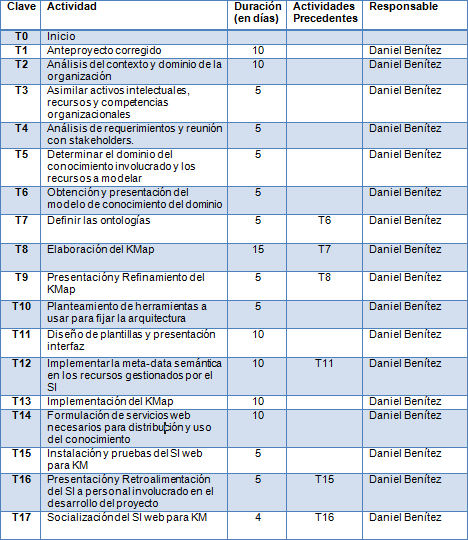 Clave Actividad Duración Actividades Responsable
(en días) Precedentes
T0 Inicio
T1 Anteproyecto corregido 10 Daniel Benítez
T2 Análisis del contexto y dominio de la 10 Daniel Benítez
organización
T3 Asimilar activos intelectuales, 5 Daniel Benítez
recursos y competencias
organizacionales
T4 Análisis de requerimientos y reunión 5 Daniel Benítez
con stakeholders.
T5 Determinar el dominio del 5 Daniel Benítez
conocimiento involucrado y los
recursos a modelar
T6 Obtención y presentación del 5 Daniel Benítez
modelo de conocimiento del dominio
T7 Definir las ontologías 5 T6 Daniel Benítez
T8 Elaboración del KMap 15 T7 Daniel Benítez
T9 Presentación y Refinamiento del 5 T8 Daniel Benítez
KMap
T10 Planteamiento de herramientas a 5 Daniel Benítez
usar para fijar la arquitectura
T11 Diseño de plantillas y presentación 10 Daniel Benítez
interfaz
T12 Implementar la meta-data semántica 10 T11 Daniel Benítez
en los recursos gestionados por el
SI
T13 Implementación del KMap 10 Daniel Benítez
T14 Formulación de servicios web 10 Daniel Benítez
necesarios para distribución y uso
del conocimiento
T15 Instalación y pruebas del SI web 5 Daniel Benítez
para KM
T16 Presentación y Retroalimentación 5 T15 Daniel Benítez
del SI a personal involucrado en el
desarrollo del proyecto
T17 Socialización del SI web para KM 4 T16 Daniel Benítez